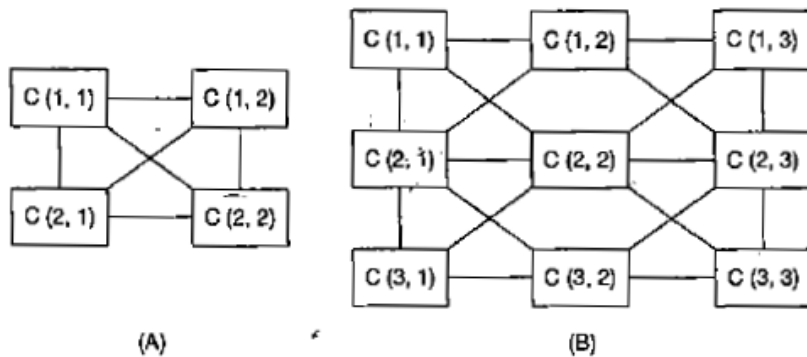 C (1, 1) C (1, 2) C (1, 3)
C (1, 1) C (1, 2)
C (2, 1) C (2, 2) C (2, 3)
C (2, 1) C (2, 2)
C (3, 1) C (3, 2) C (3, 3)
(A) (B)